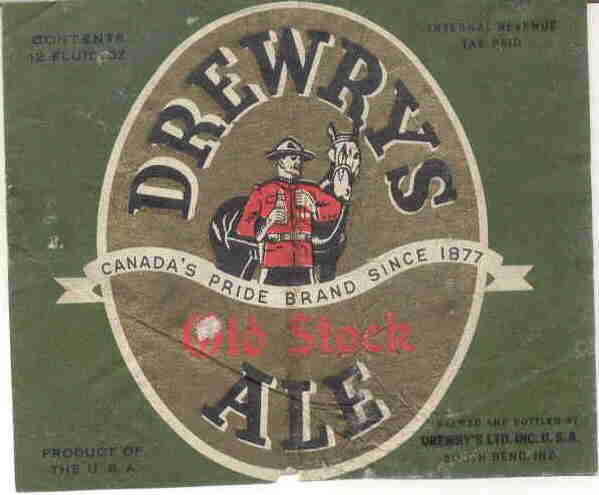 CONTENTS
12 FLUID OZ
INTERNAL REVENUE
TAX PAID
DREWRYS
CANADA'S PRIDE BRAND SINCE 1877
Old Stock
ALE
PRODUCT OF
THE U.S.A
BREWED AND BOTTLED BY
DREWRY'S LTD. INC. U.S.A.
SOUTH BEND, IND.